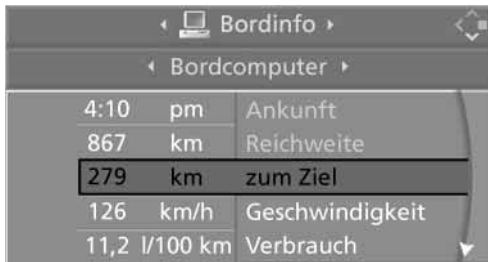 Bordinfo
Bordcomputer
4:10 pm Ankunft
867 km Reichweite
279 km zum Ziel
126 km/h Geschwindigkeit
11,2 l/100 km Verbrauch